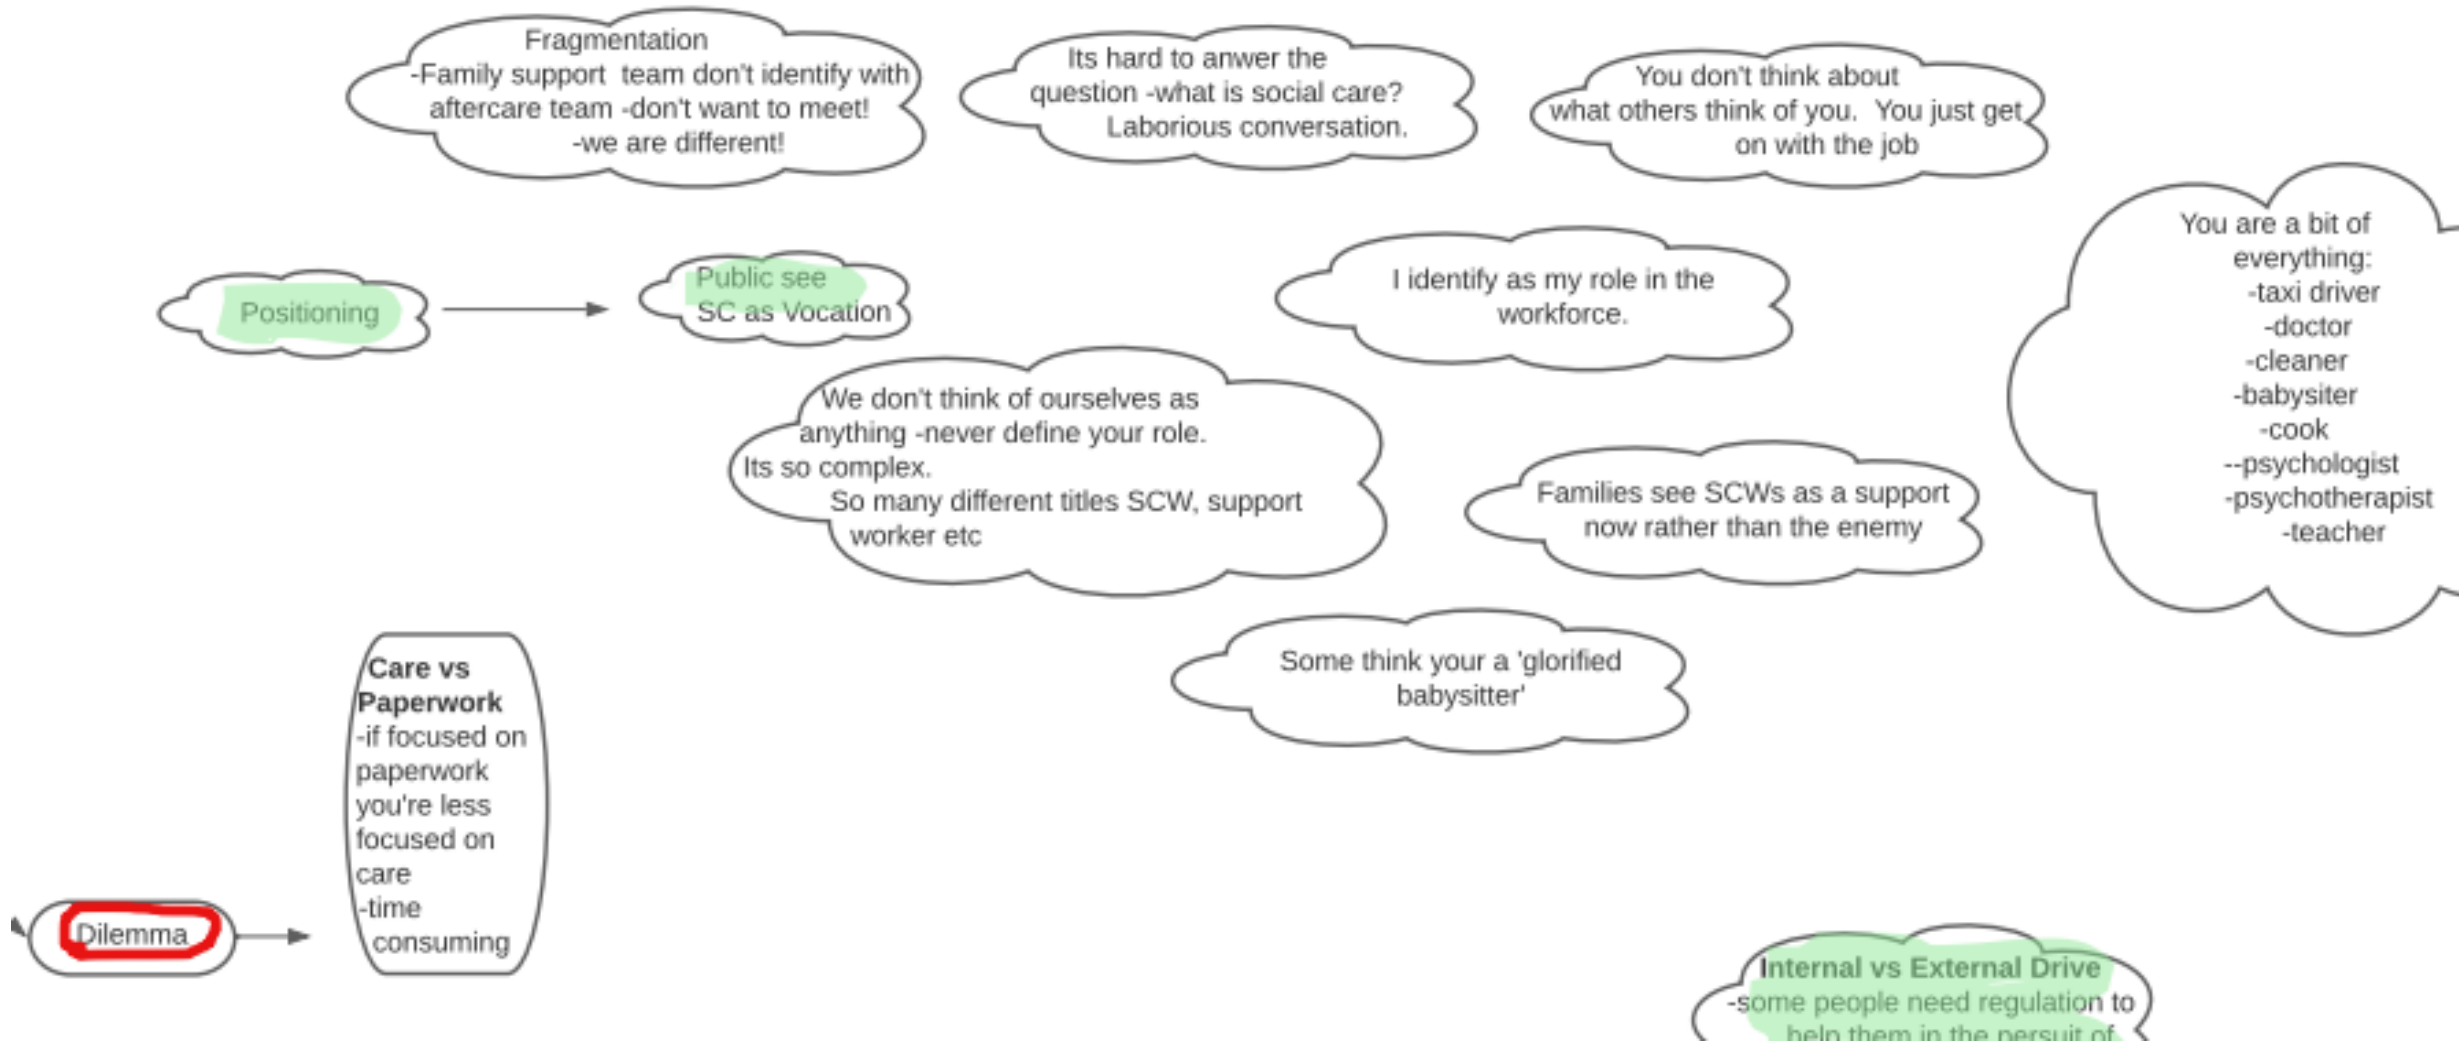 Fragmentation
-Family support team don't identify with
aftercare team -don't want to meet!
-we are different!
Its hard to anwer the
question -what is social care?
Laborious conversation.
You don't think about
what others think of you. You just get
on with the job
You are a bit of
everything:
-taxi driver
-doctor
-cleaner
-babysiter
-cook
--psychologist
-psychotherapist
-teacher
Positioning
Public see
SC as Vocation
I identify as my role in the
workforce.
We don't think of ourselves as
anything -never define your role.
Its so complex.
So many different titles SCW, support
worker etc
Families see SCWs as a support
now rather than the enemy
Some think your a 'glorified
babysitter'
Care vs
Paperwork
-if focused on
paperwork
you're less
focused on
care
-time
consuming
Dilemma
Internal vs External Drive
-some people need regulation to
help them in the persuit of